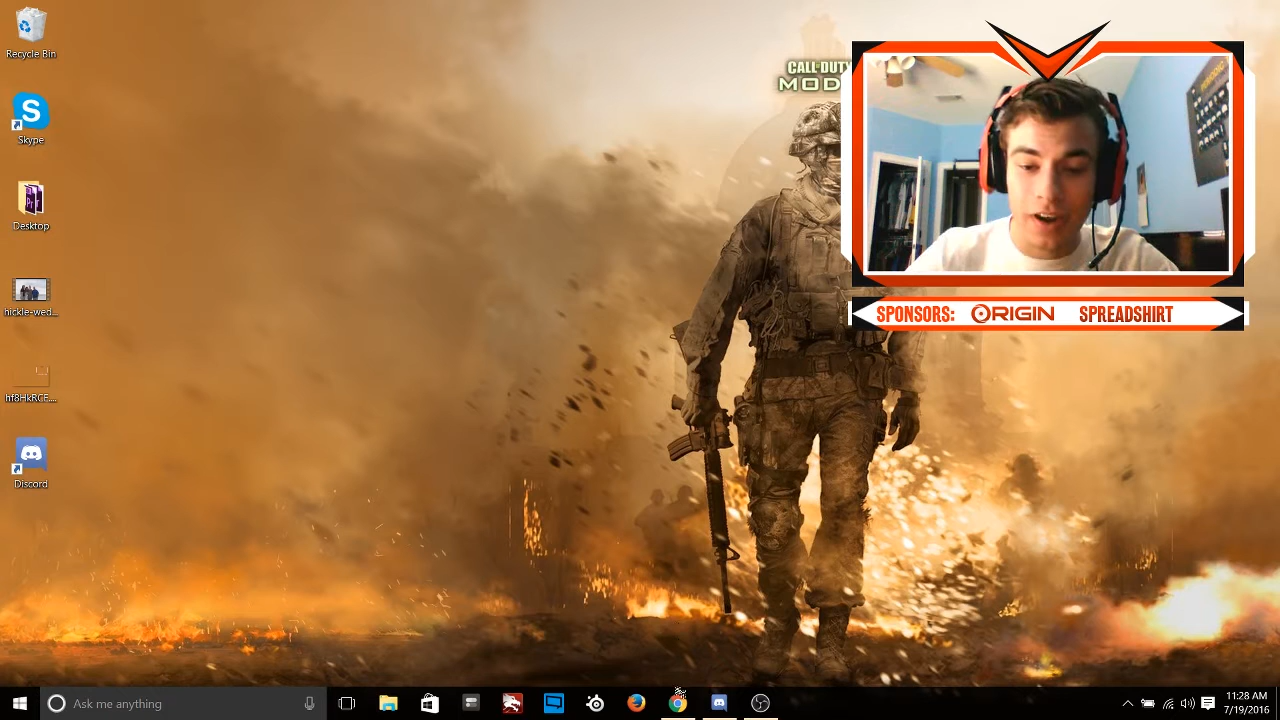 Recycle Bin
Skype
Desktop
hickle-wed...
hf8HkRCE...
Discord
CALL·DUTY
MOD
SPONSORS: ORIGIN SPREADSHIRT
Ask me anything
11:28 AM
7/19/2016